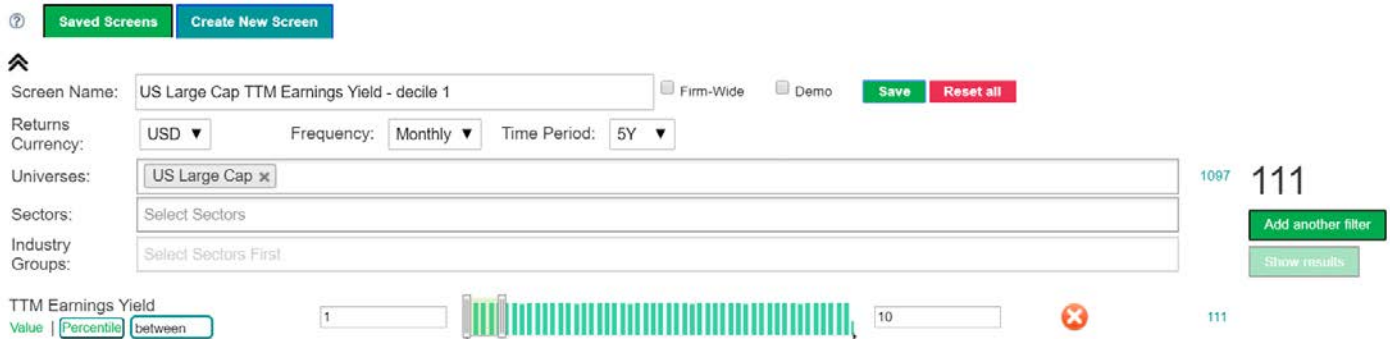 ? Saved Screens Create New Screen
Screen Name: US Large Cap TTM Earnings Yield - decile 1 Firm-Wide Demo Save Reset all
Returns
Currency: USD ▼ Frequency: Monthly ▼ Time Period: 5Y ▼
Universes: US Large Cap × 1097 111
Sectors: Select Sectors
Add another filter
Industry
Groups: Select Sectors First
Show results
TTM Earnings Yield
Value | Percentile between 1 10 111